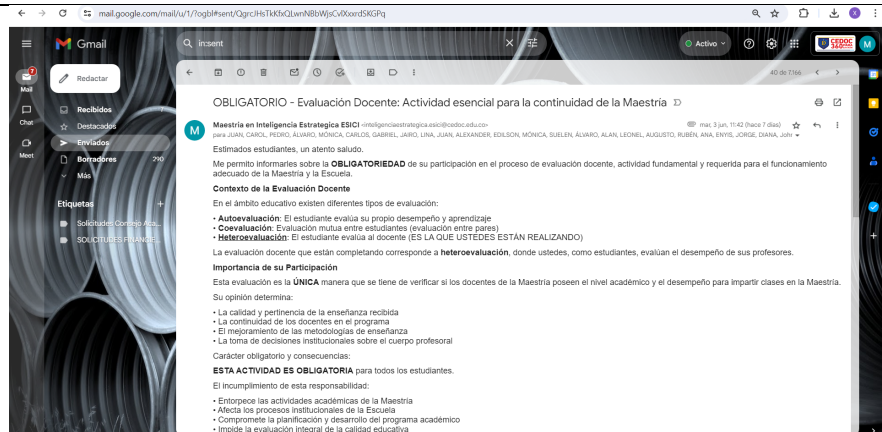 mail.google.com/mail/u/1/?ogbl#sent/QgrcJHsTkKfxQLwnNBbWjsCvlXxxrdSKGPq
Gmail
in:sent
Activo
CEDOC
M
7
Mail
Chat
Meet
Redactar
Recibidos 7
Destacados
Enviados
Borradores 290
Más
Etiquetas
Solicitudes Consejo Aca...
SOLICITUDES FINANCIE...
40 de 7.166
OBLIGATORIO - Evaluación Docente: Actividad esencial para la continuidad de la Maestría
M
Maestría en Inteligencia Estrategica ESICI <inteligenciaestrategica.esici@cedoc.edu.co>
mar, 3 jun, 11:42 (hace 7 días)
para JUAN, CAROL, PEDRO, ÁLVARO, MÓNICA, CARLOS, GABRIEL, JAIRO, LINA, JUAN, ALEXANDER, EDILSON, MÓNICA, SUELEN, ÁLVARO, ALAN, LEONEL, AUGUSTO, RUBÉN, ANA, ENYIS, JORGE, DIANA, John
Estimados estudiantes, un atento saludo.
Me permito informarles sobre la OBLIGATORIEDAD de su participación en el proceso de evaluación docente, actividad fundamental y requerida para el funcionamiento
adecuado de la Maestría y la Escuela.
Contexto de la Evaluación Docente
En el ámbito educativo existen diferentes tipos de evaluación:
• Autoevaluación: El estudiante evalúa su propio desempeño y aprendizaje
• Coevaluación: Evaluación mutua entre estudiantes (evaluación entre pares)
• Heteroevaluación: El estudiante evalúa al docente (ES LA QUE USTEDES ESTÁN REALIZANDO)
La evaluación docente que están completando corresponde a heteroevaluación, donde ustedes, como estudiantes, evalúan el desempeño de sus profesores.
Importancia de su Participación
Esta evaluación es la ÚNICA manera que se tiene de verificar si los docentes de la Maestría poseen el nivel académico y el desempeño para impartir clases en la Maestría.
Su opinión determina:
• La calidad y pertinencia de la enseñanza recibida
• La continuidad de los docentes en el programa
• El mejoramiento de las metodologías de enseñanza
• La toma de decisiones institucionales sobre el cuerpo profesoral
Carácter obligatorio y consecuencias:
ESTA ACTIVIDAD ES OBLIGATORIA para todos los estudiantes.
El incumplimiento de esta responsabilidad:
• Entorpece las actividades académicas de la Maestría
• Afecta los procesos institucionales de la Escuela
• Compromete la planificación y desarrollo del programa académico
• Impide la evaluación integral de la calidad educativa